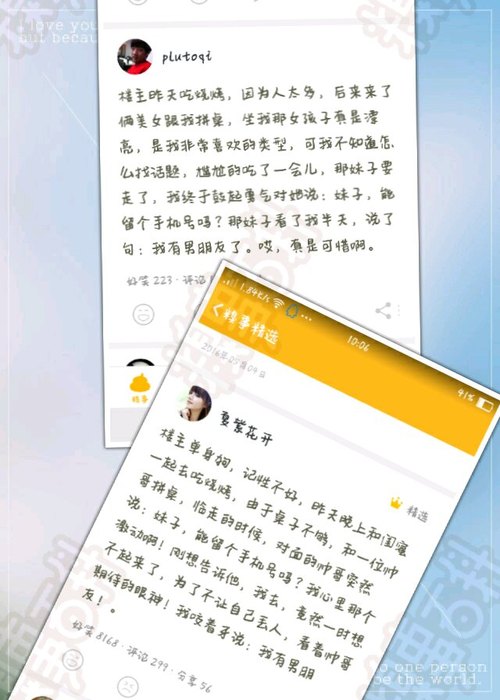 I love you
but becau
plutoqi
楼主昨天吃烧烤，因为人太多，后来来了
俩美女跟我拼桌，坐我那女孩子真是漂
亮，是我非常喜欢的类型，可我不知道怎
么找话题，尴尬的吃了一会儿，那妹子要
走了，我终于鼓起勇气对她说：妹子，能
留个手机号吗？那妹子看了我半天，说了
句：我有男朋友了。哎，真是可惜啊。
好笑 223 · 评论
糗事
1.84K/s
10:06
41%
糗事精选
2016年05月09日
夏紫花开
精选
楼主单身狗，记性不好，昨天晚上和闺蜜
一起去吃烧烤，由于桌子不够，和一位帅
哥拼桌，临走的时候，对面的帅哥突然
说：妹子，能留个手机号吗？我心里那个
激动啊！刚想告诉他，我去，竟然一时想
不起来了，为了不让自己丢人，看着帅哥
期待的眼神！我咬着牙说：我有男朋
友！。
好笑 8168 · 评论 299 · 分享 56
o one person
be the world.